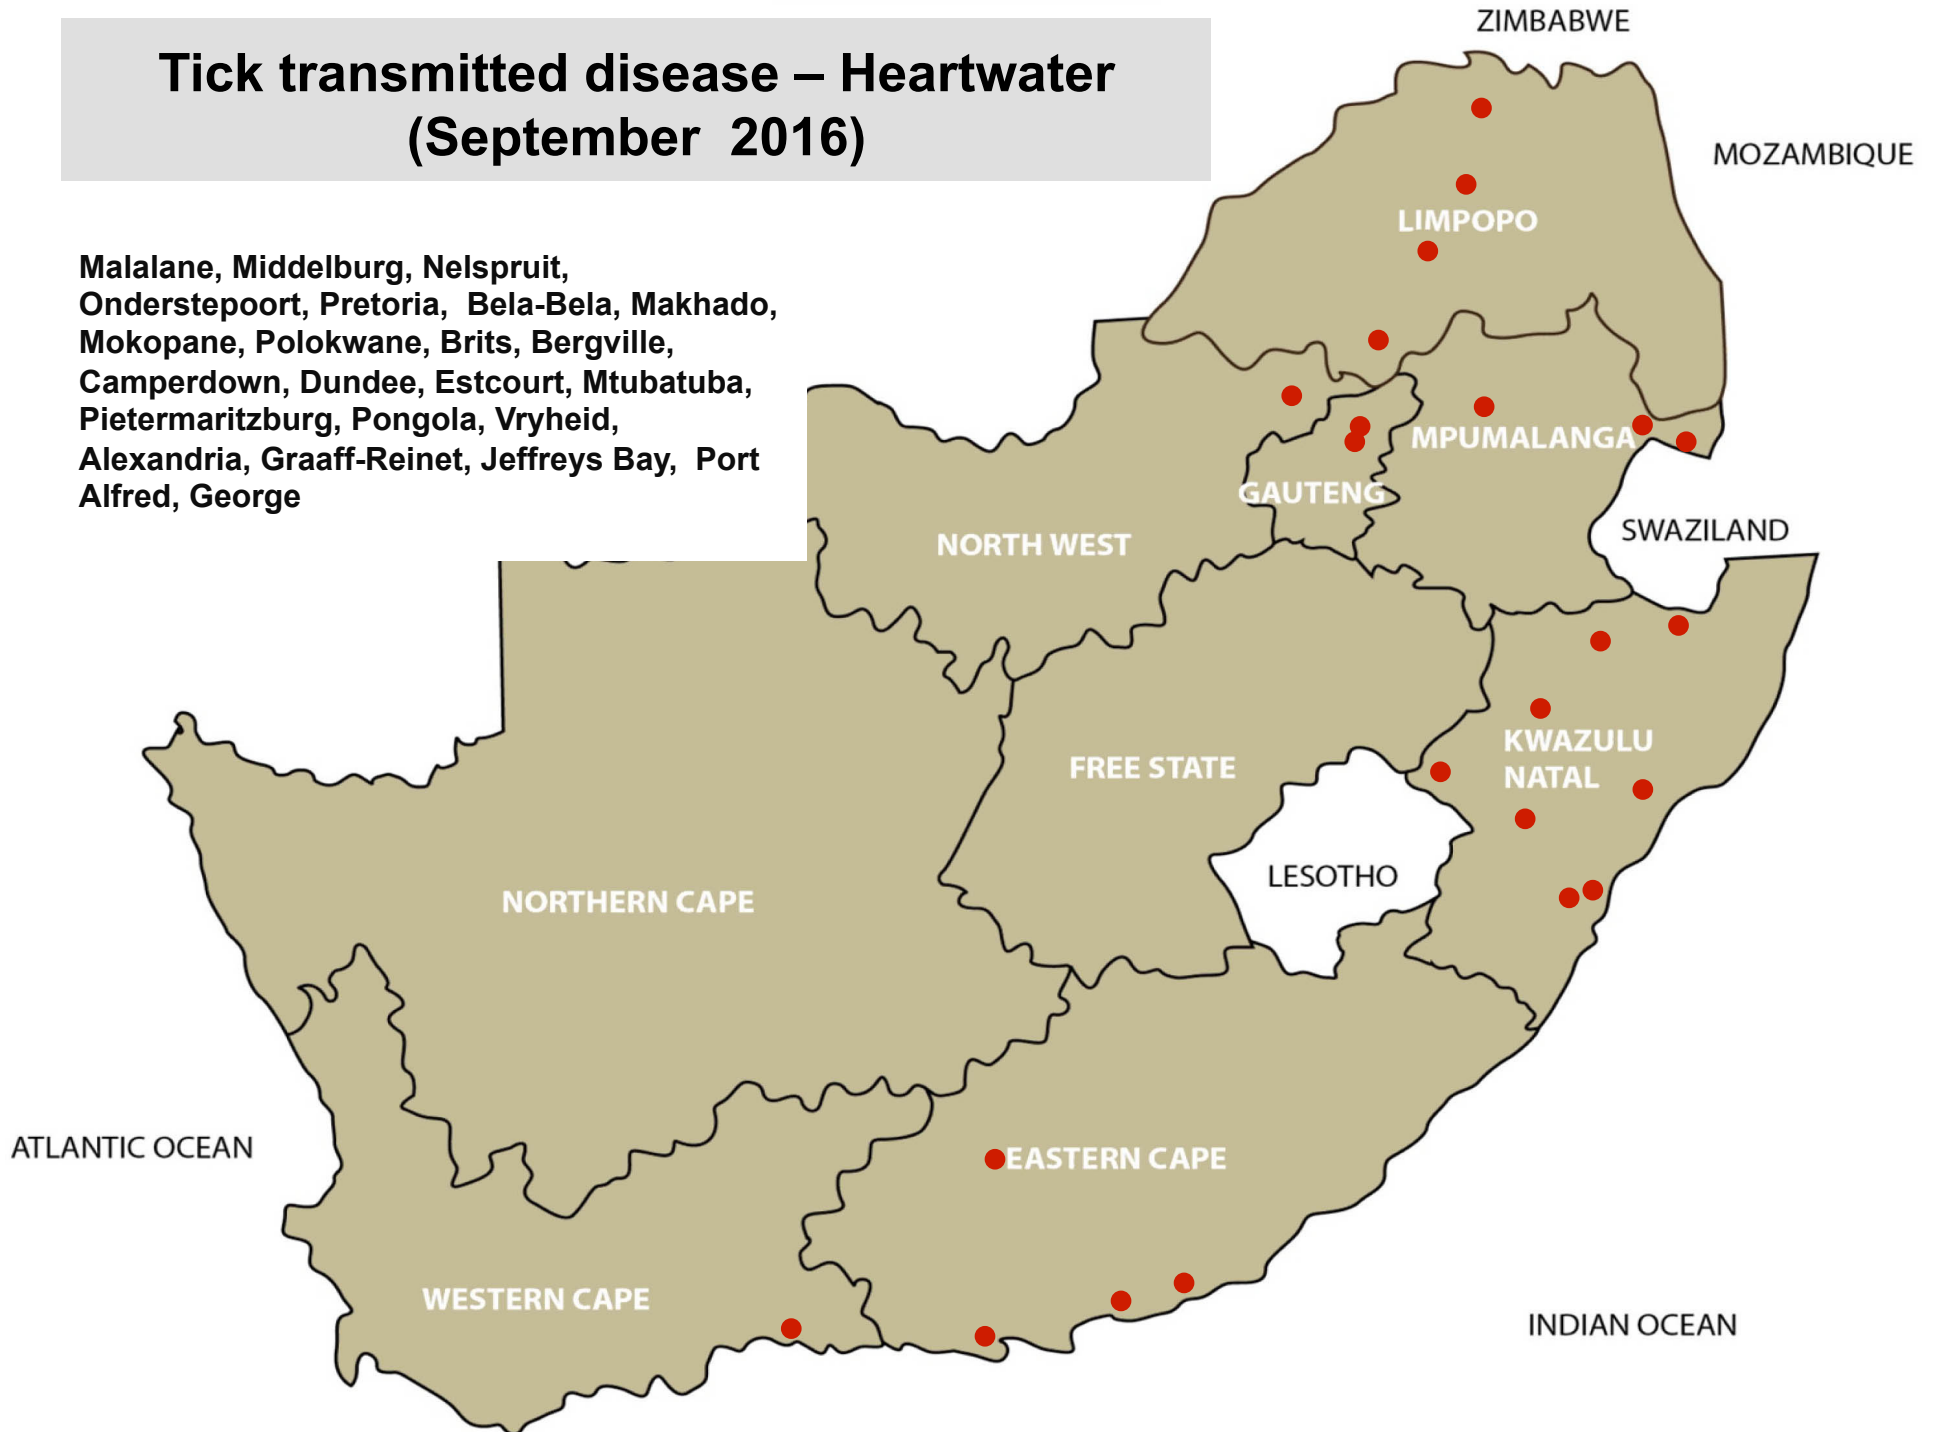 Tick transmitted disease – Heartwater
(September 2016)
Malalane, Middelburg, Nelspruit,
Onderstepoort, Pretoria, Bela-Bela, Makhado,
Mokopane, Polokwane, Brits, Bergville,
Camperdown, Dundee, Estcourt, Mtubatuba,
Pietermaritzburg, Pongola, Vryheid,
Alexandria, Graaff-Reinet, Jeffreys Bay, Port
Alfred, George
ZIMBABWE
MOZAMBIQUE
LIMPOPO
MPUMALANGA
GAUTENG
SWAZILAND
NORTH WEST
KWAZULU
NATAL
FREE STATE
LESOTHO
NORTHERN CAPE
ATLANTIC OCEAN
EASTERN CAPE
WESTERN CAPE
INDIAN OCEAN